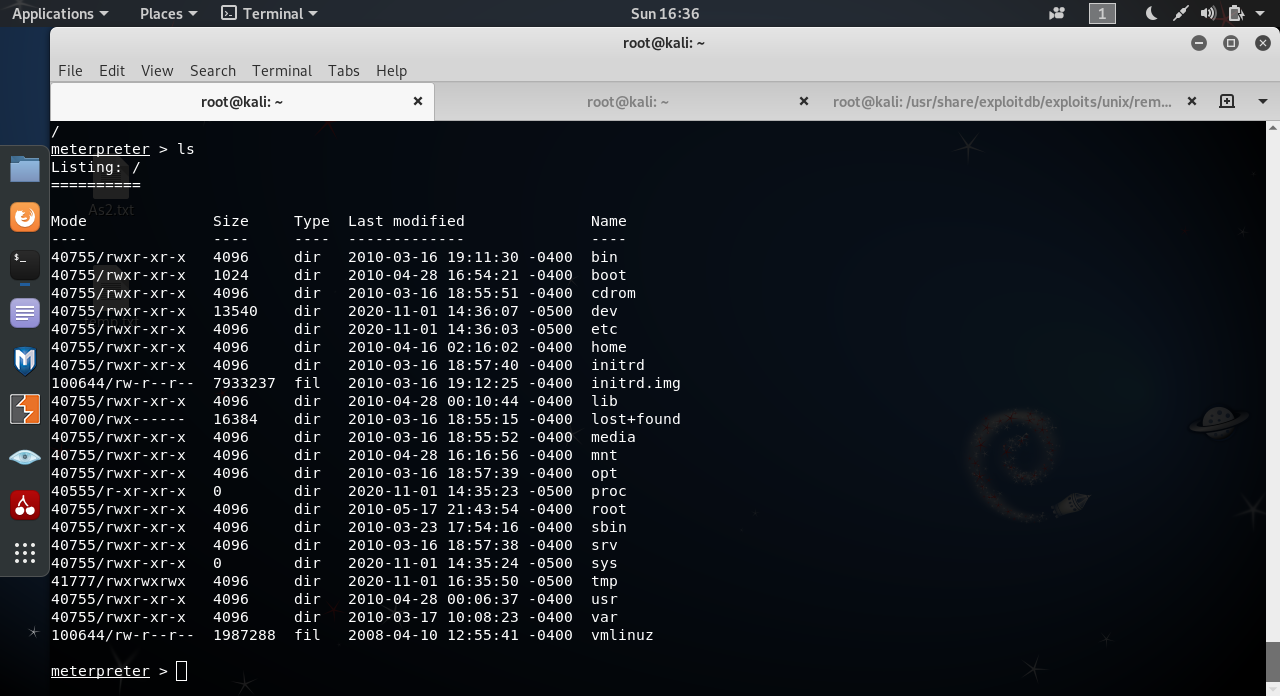 Applications Places Terminal Sun 16:36 1
root@kali: ~
File Edit View Search Terminal Tabs Help
root@kali: ~ root@kali: ~ root@kali: /usr/share/exploitdb/exploits/unix/rem...
/
meterpreter > ls
Listing: /
==========
As2.txt
Mode Size Type Last modified Name
---- ---- ---- ------------- ----
40755/rwxr-xr-x 4096 dir 2010-03-16 19:11:30 -0400 bin
40755/rwxr-xr-x 1024 dir 2010-04-28 16:54:21 -0400 boot
40755/rwxr-xr-x 4096 dir 2010-03-16 18:55:51 -0400 cdrom
40755/rwxr-xr-x 13540 dir 2020-11-01 14:36:07 -0500 dev
40755/rwxr-xr-x 4096 dir 2020-11-01 14:36:03 -0500 etc
40755/rwxr-xr-x 4096 dir 2010-04-16 02:16:02 -0400 home
40755/rwxr-xr-x 4096 dir 2010-03-16 18:57:40 -0400 initrd
100644/rw-r--r-- 7933237 fil 2010-03-16 19:12:25 -0400 initrd.img
40755/rwxr-xr-x 4096 dir 2010-04-28 00:10:44 -0400 lib
40700/rwx------ 16384 dir 2010-03-16 18:55:15 -0400 lost+found
40755/rwxr-xr-x 4096 dir 2010-03-16 18:55:52 -0400 media
40755/rwxr-xr-x 4096 dir 2010-04-28 16:16:56 -0400 mnt
40755/rwxr-xr-x 4096 dir 2010-03-16 18:57:39 -0400 opt
40555/r-xr-xr-x 0 dir 2020-11-01 14:35:23 -0500 proc
40755/rwxr-xr-x 4096 dir 2010-05-17 21:43:54 -0400 root
40755/rwxr-xr-x 4096 dir 2010-03-23 17:54:16 -0400 sbin
40755/rwxr-xr-x 4096 dir 2010-03-16 18:57:38 -0400 srv
40755/rwxr-xr-x 0 dir 2020-11-01 14:35:24 -0500 sys
41777/rwxrwxrwx 4096 dir 2020-11-01 16:35:50 -0500 tmp
40755/rwxr-xr-x 4096 dir 2010-04-28 00:06:37 -0400 usr
40755/rwxr-xr-x 4096 dir 2010-03-17 10:08:23 -0400 var
100644/rw-r--r-- 1987288 fil 2008-04-10 12:55:41 -0400 vmlinuz
meterpreter >